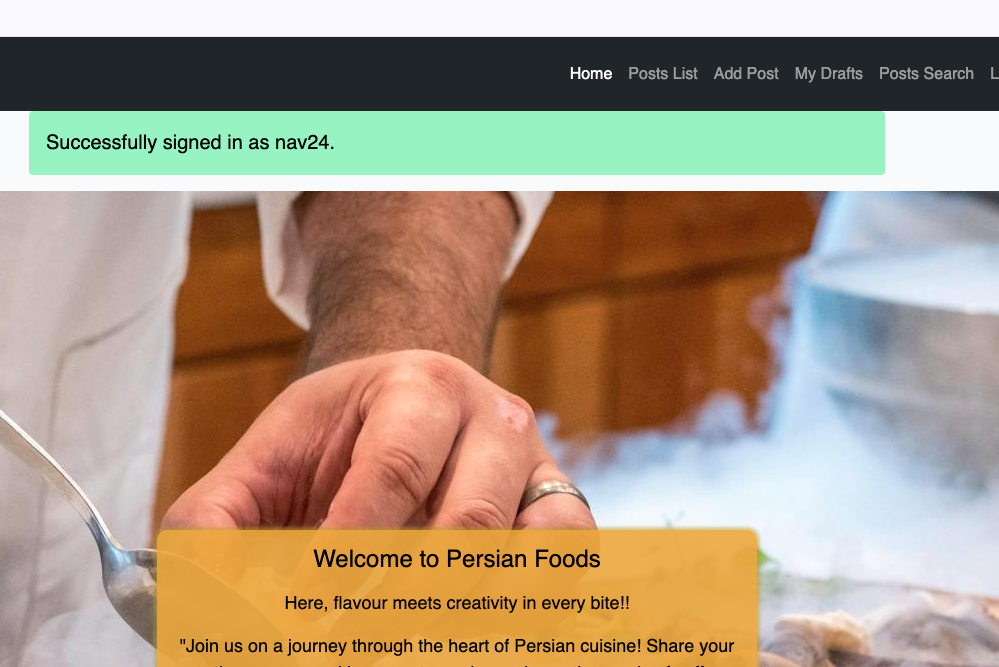 Home Posts List Add Post My Drafts Posts Search
Successfully signed in as nav24.
Welcome to Persian Foods
Here, flavour meets creativity in every bite!!
"Join us on a journey through the heart of Persian cuisine! Share your